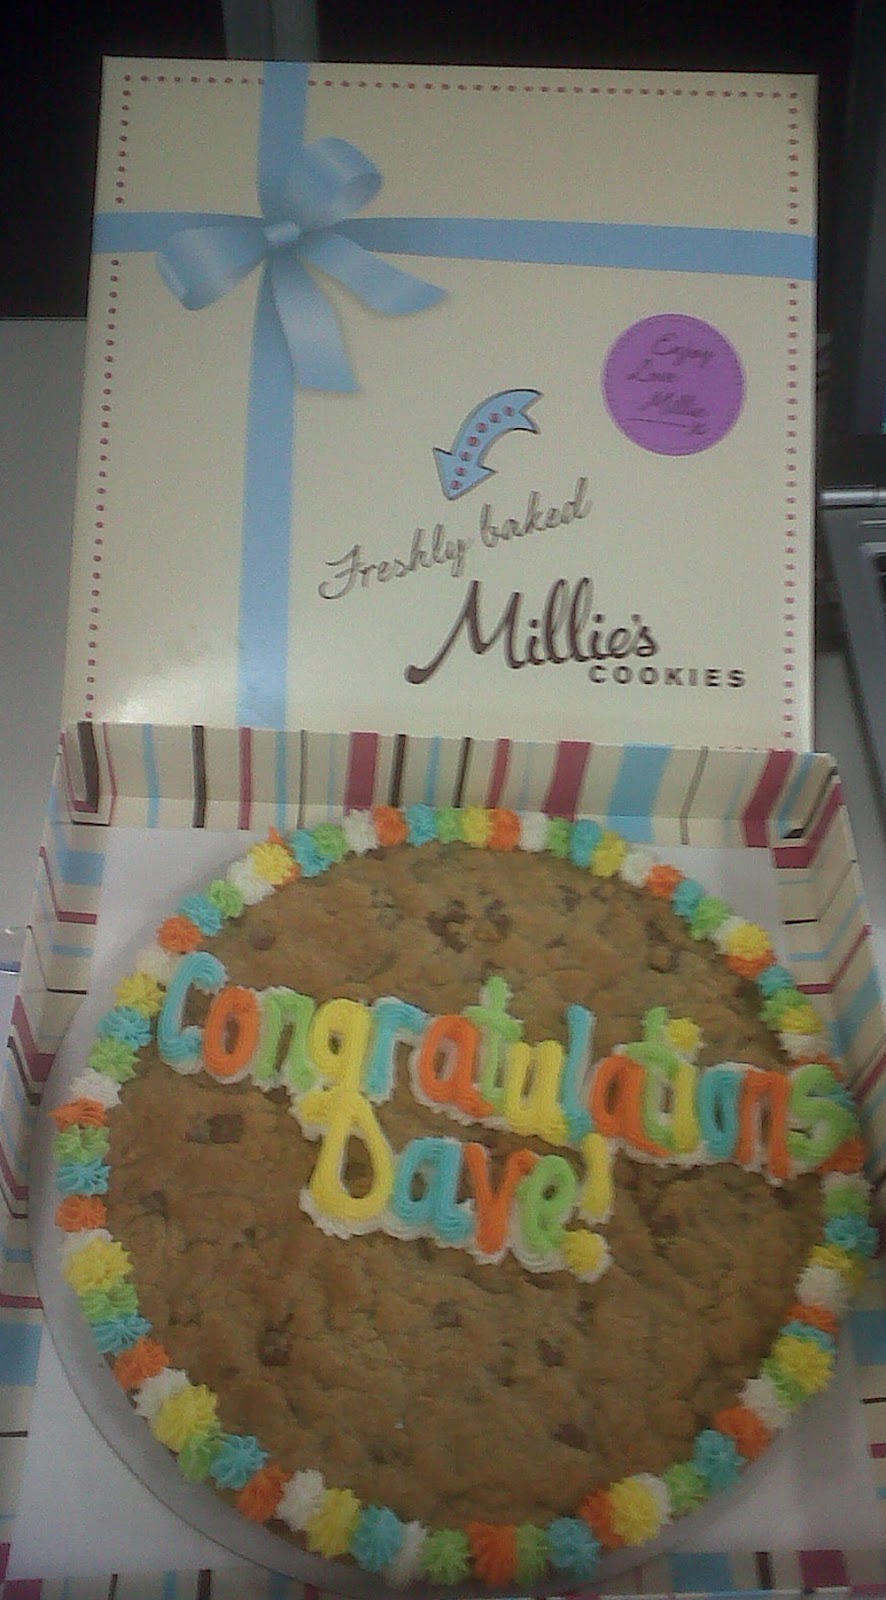 Enjoy
Love
Millie
x
Freshly baked
Millie's
COOKIES
Congratulations
Dave!